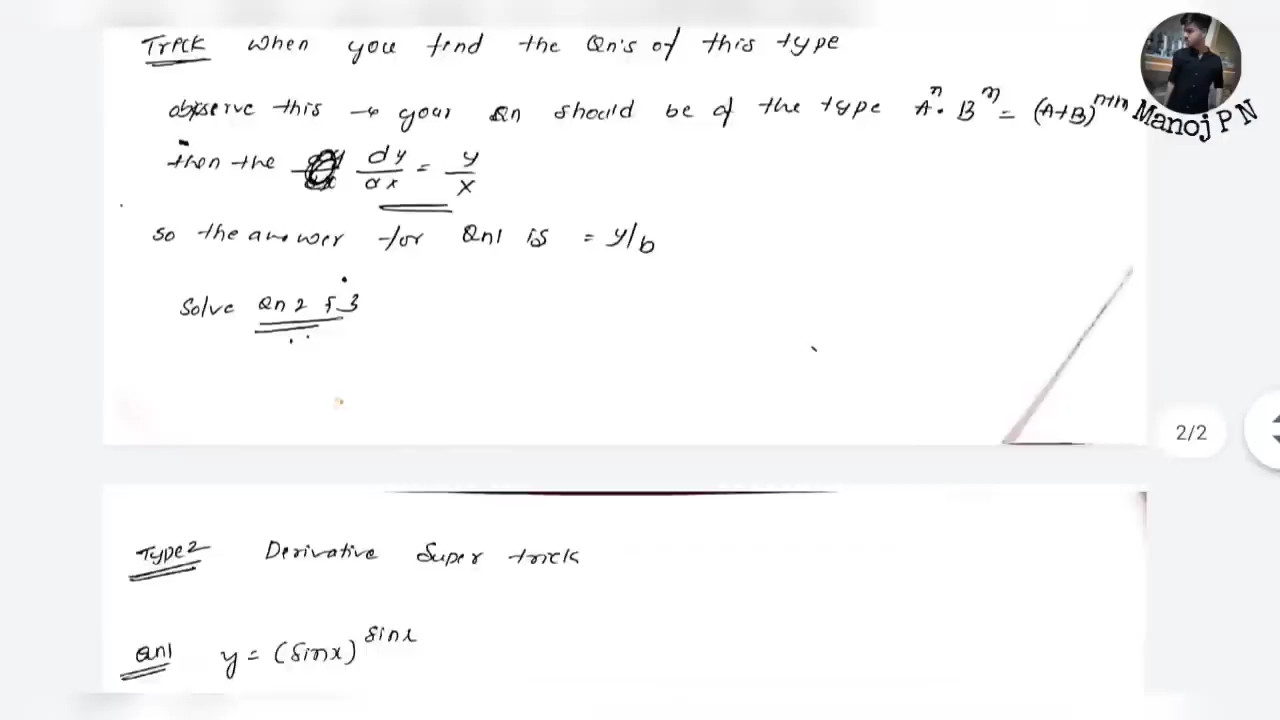 Trick When you find the Qn's of this type
observe this → your Qn should be of the type Aⁿ · Bᵐ = (A+B)ⁿ⁺ᵐ
Manoj P N
then the dy/dx = y/x
so the answer for Qn1 is = y/b
Solve Qn 2 & 3
2/2
Type2 Derivative Super trick
Qn1 y = (sinx)^sinx